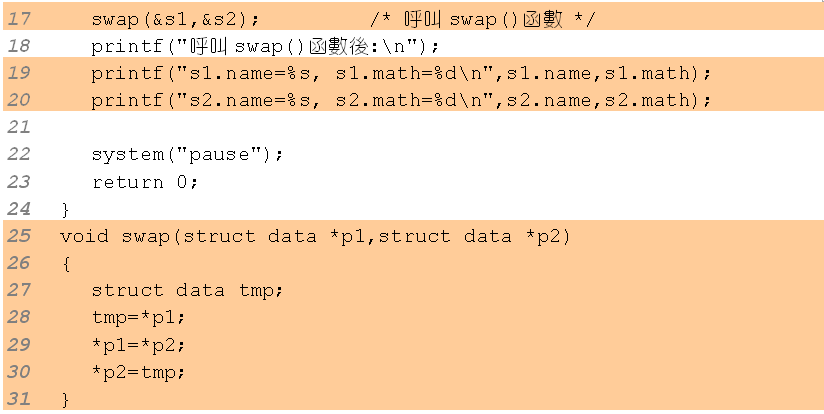 17 swap(&s1,&s2); /* 呼叫 swap()函數 */
18 printf("呼叫 swap()函數後:\n");
19 printf("s1.name=%s, s1.math=%d\n",s1.name,s1.math);
20 printf("s2.name=%s, s2.math=%d\n",s2.name,s2.math);
21
22 system("pause");
23 return 0;
24 }
25 void swap(struct data *p1,struct data *p2)
26 {
27 struct data tmp;
28 tmp=*p1;
29 *p1=*p2;
30 *p2=tmp;
31 }